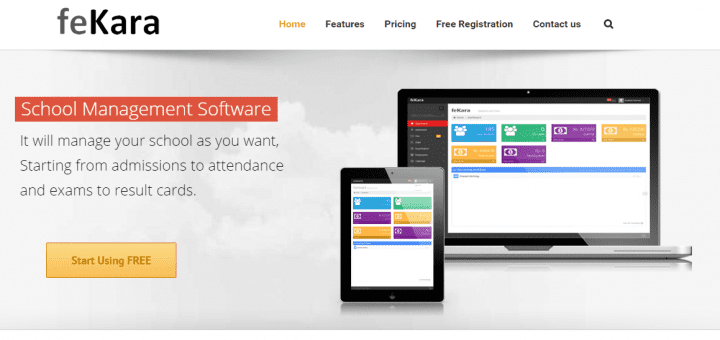 feKara
Home Features Pricing Free Registration Contact us
School Management Software
It will manage your school as you want,
Starting from admissions to attendance
and exams to result cards.
Start Using FREE
feKara
feKara